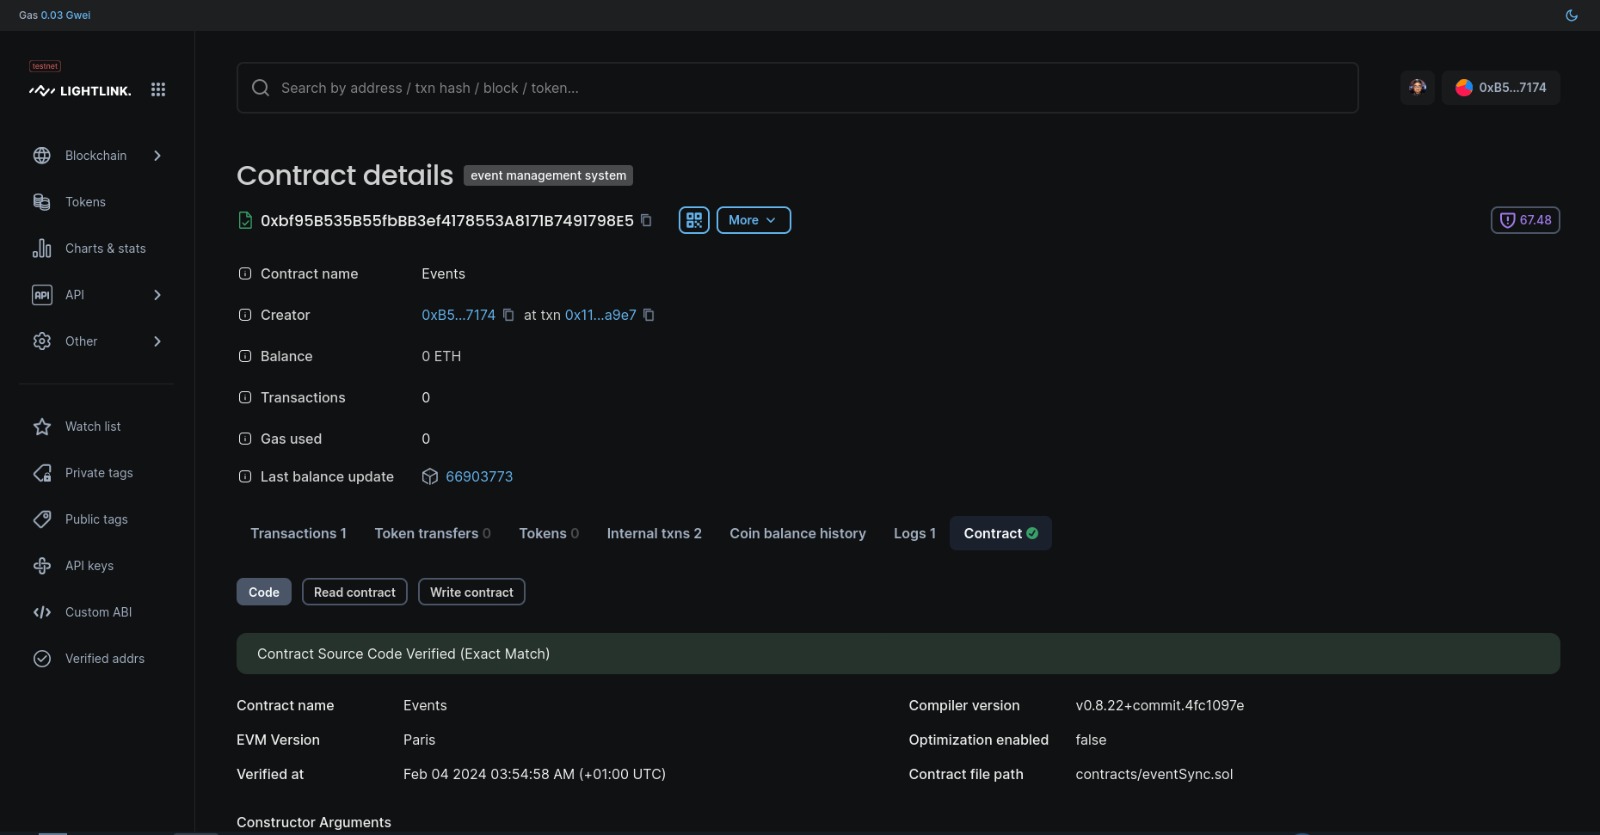 Gas 0.03 Gwei
testnet
LIGHTLINK.
Search by address / txn hash / block / token...
0xB5...7174
Blockchain
Tokens
Charts & stats
API
API
Other
Watch list
Private tags
Public tags
API keys
Custom ABI
Verified addrs
Contract details event management system
0xbf95B535B55fbBB3ef4178553A8171B7491798E5 More 67.48
Contract name Events
Creator 0xB5...7174 at txn 0x11...a9e7
Balance 0 ETH
Transactions 0
Gas used 0
Last balance update 66903773
Transactions 1 Token transfers 0 Tokens 0 Internal txns 2 Coin balance history Logs 1 Contract
Code Read contract Write contract
Contract Source Code Verified (Exact Match)
Contract name Events Compiler version v0.8.22+commit.4fc1097e
EVM Version Paris Optimization enabled false
Verified at Feb 04 2024 03:54:58 AM (+01:00 UTC) Contract file path contracts/eventSync.sol
Constructor Arguments